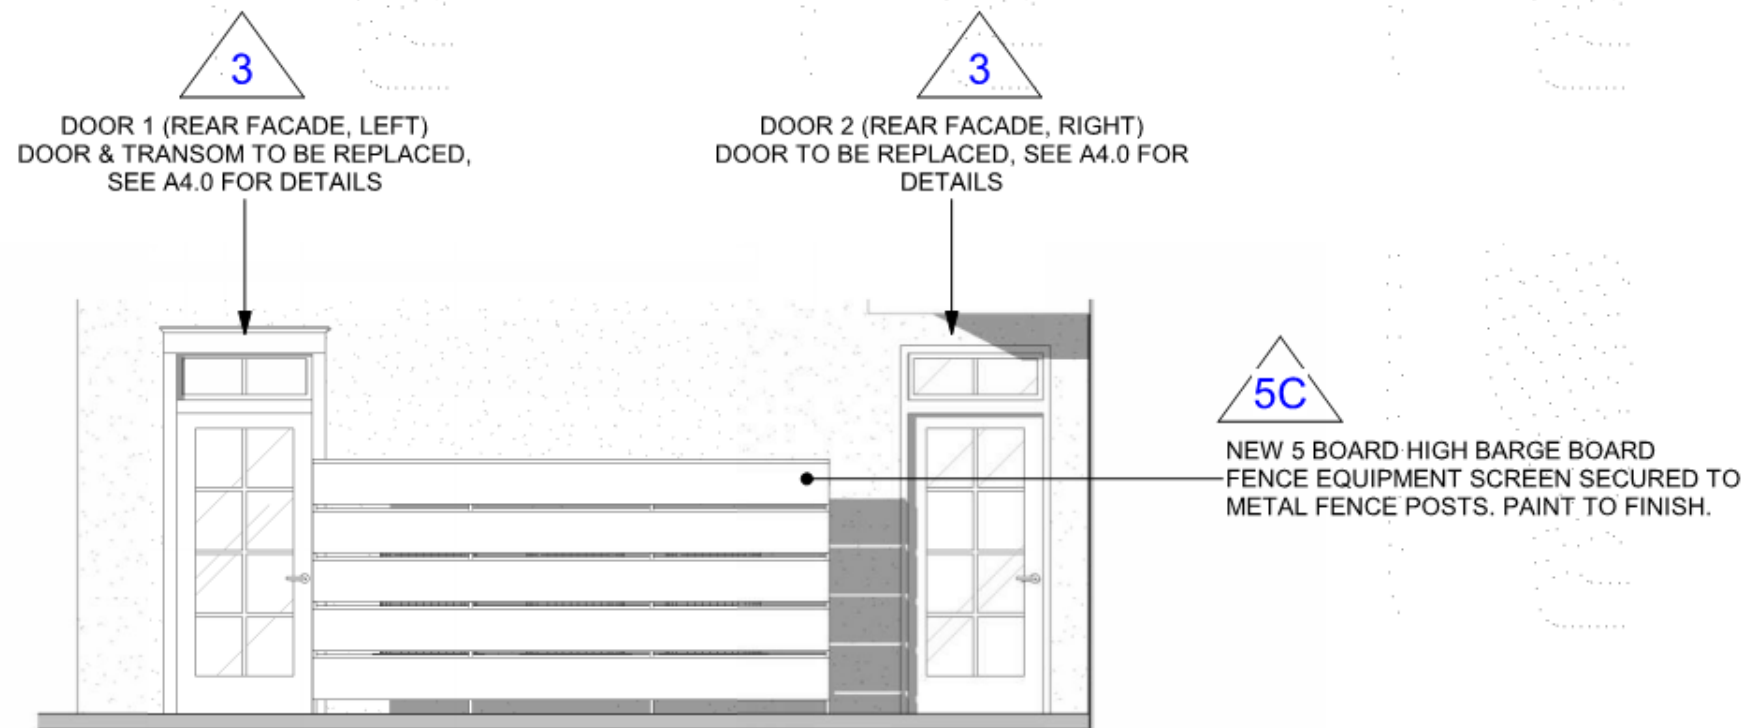 3
DOOR 1 (REAR FACADE, LEFT)
DOOR & TRANSOM TO BE REPLACED,
SEE A4.0 FOR DETAILS
3
DOOR 2 (REAR FACADE, RIGHT)
DOOR TO BE REPLACED, SEE A4.0 FOR
DETAILS
5C
NEW 5 BOARD HIGH BARGE BOARD
FENCE EQUIPMENT SCREEN SECURED TO
METAL FENCE POSTS. PAINT TO FINISH.